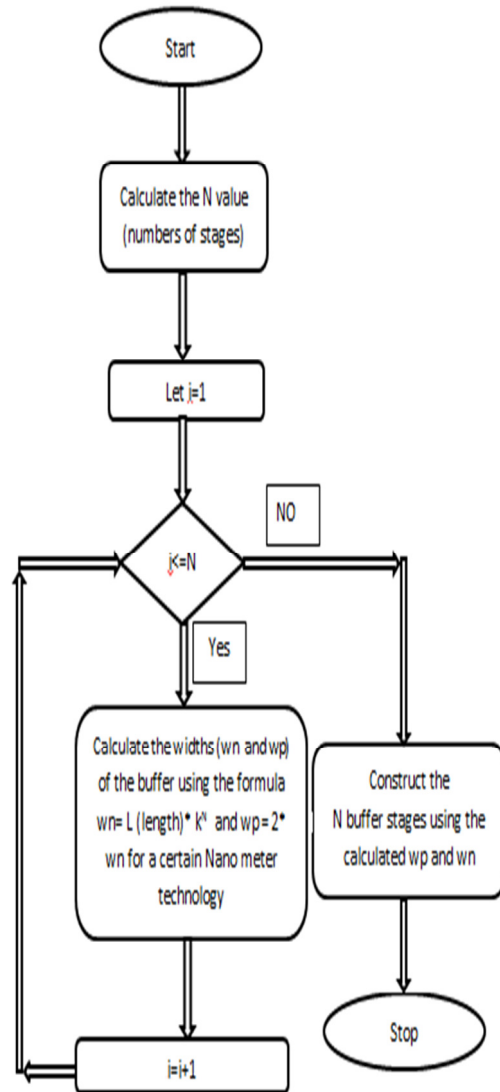 Start
Calculate the N value
(numbers of stages)
Let i=1
NO
i<=N
Yes
Calculate the widths (wn and wp)
of the buffer using the formula
wn= L (length)* k^N and wp = 2*
wn for a certain Nano meter
technology
Construct the
N buffer stages using the
calculated wp and wn
Stop
i=i+1